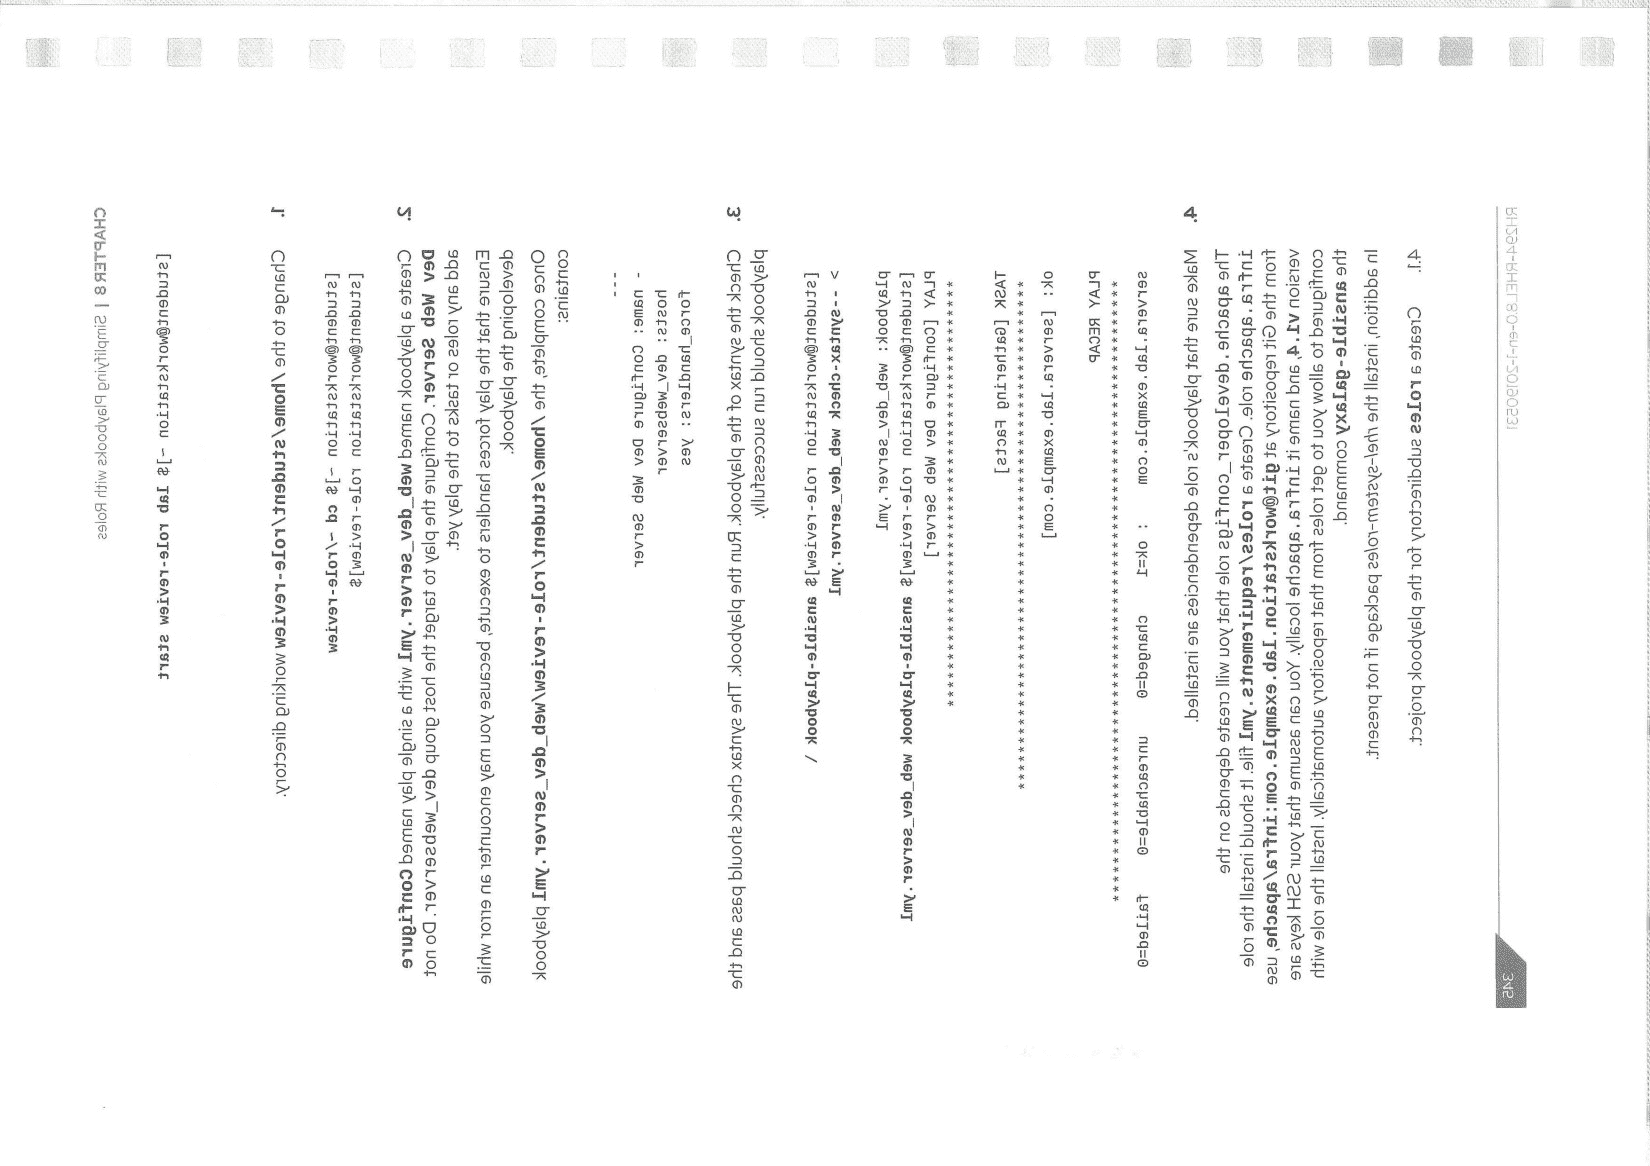 CHAPTER 8 | Simplifying Playbooks with Roles
[student@workstation ~]$ lab role-review start
1. Change to the /home/student/role-review working directory.
[student@workstation ~]$ cd ~/role-review
[student@workstation role-review]$
2. Create a playbook named web_dev_server.yml with a single play named Configure
Dev Web Server. Configure the play to target the host group dev_webserver. Do not
add any roles or tasks to the play yet.
Ensure that the play forces handlers to execute, because you may encounter an error while
developing the playbook.
Once complete, the /home/student/role-review/web_dev_server.yml playbook
contains:
---
- name: Configure Dev Web Server
hosts: dev_webserver
force_handlers: yes
3. Check the syntax of the playbook. Run the playbook. The syntax check should pass and the
playbook should run successfully.
[student@workstation role-review]$ ansible-playbook \
> --syntax-check web_dev_server.yml
playbook: web_dev_server.yml
[student@workstation role-review]$ ansible-playbook web_dev_server.yml
PLAY [Configure Dev Web Server]
******************************************************
TASK [Gathering Facts]
****************************************************************
ok: [servera.lab.example.com]
PLAY RECAP
****************************************************************************
servera.lab.example.com : ok=1 changed=0 unreachable=0 failed=0
4. Make sure that playbook's role dependencies are installed.
The apache.developer_configs role that you will create depends on the
infra.apache role. Create a roles/requirements.yml file. It should install the role
from the Git repository at git@workstation.lab.example.com:infra/apache, use
version v1.4, and name it infra.apache locally. You can assume that your SSH keys are
configured to allow you to get roles from that repository automatically. Install the role with
the ansible-galaxy command.
In addition, install the rhel-system-roles package if not present.
4.1. Create a roles subdirectory for the playbook project.
RH294-RHEL8.0-en-1-20190531 345